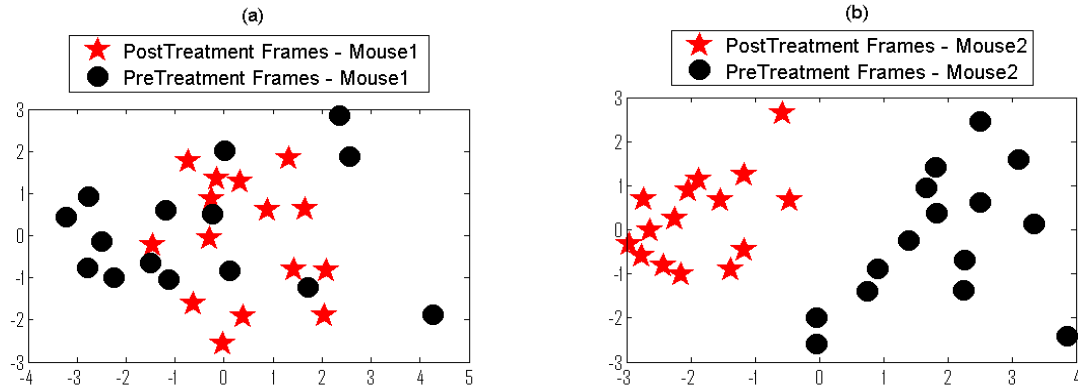 (a)
PostTreatment Frames - Mouse1
PreTreatment Frames - Mouse1
3
2
1
0
-1
-2
-3
-4 -3 -2 -1 0 1 2 3 4 5
(b)
PostTreatment Frames - Mouse2
PreTreatment Frames - Mouse2
3
2
1
0
-1
-2
-3
-3 -2 -1 0 1 2 3 4